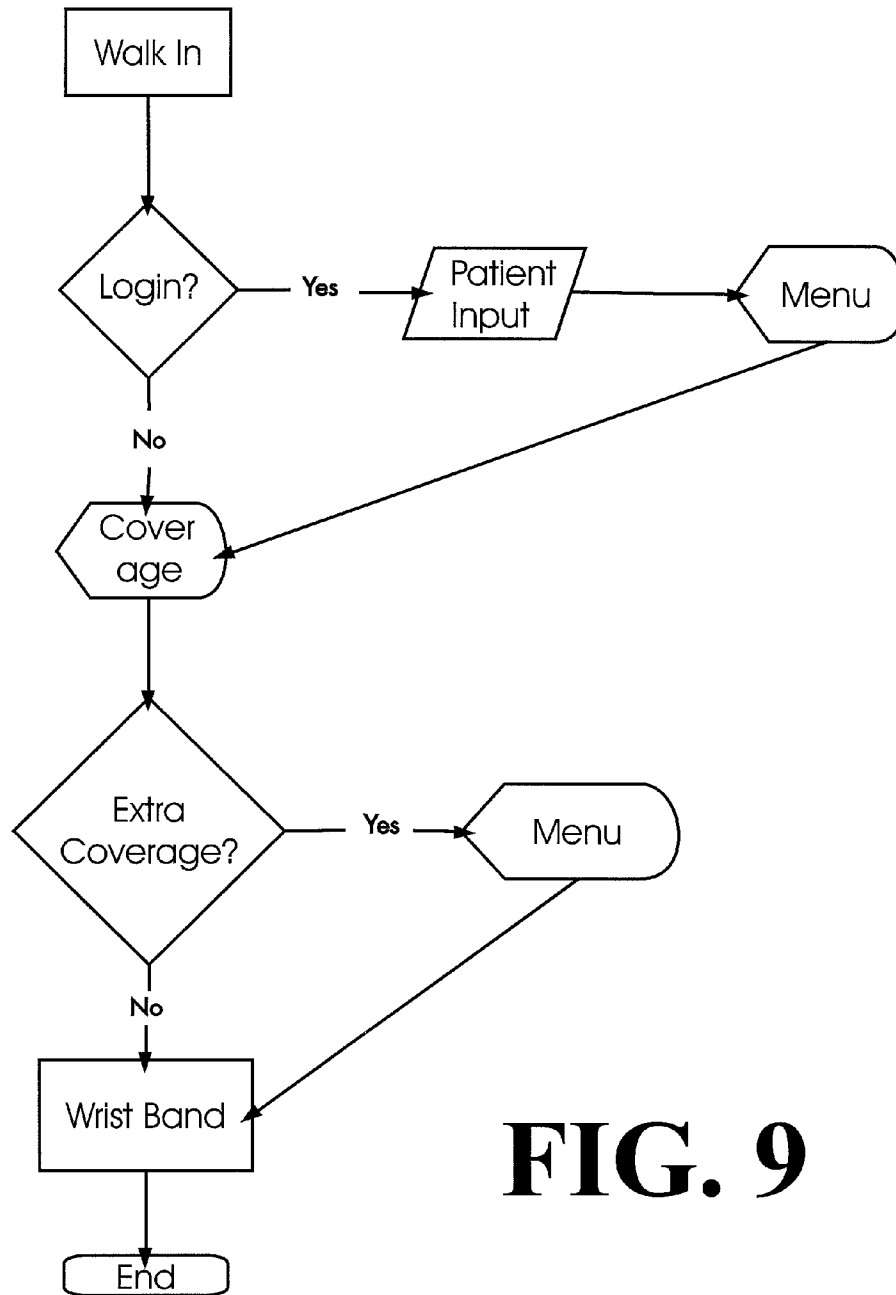 Walk In
Login?
Yes
Patient
Input
Menu
No
Cover
age
Extra
Coverage?
Yes
Menu
No
Wrist Band
End
FIG. 9